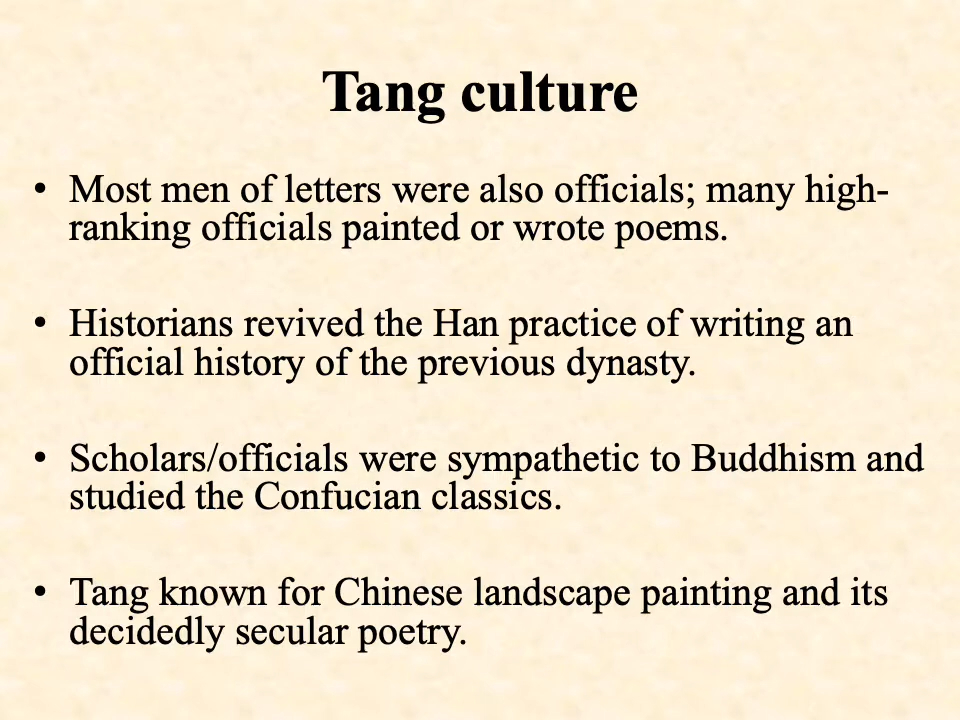 Tang culture
• Most men of letters were also officials; many high-
ranking officials painted or wrote poems.
• Historians revived the Han practice of writing an
official history of the previous dynasty.
• Scholars/officials were sympathetic to Buddhism and
studied the Confucian classics.
• Tang known for Chinese landscape painting and its
decidedly secular poetry.